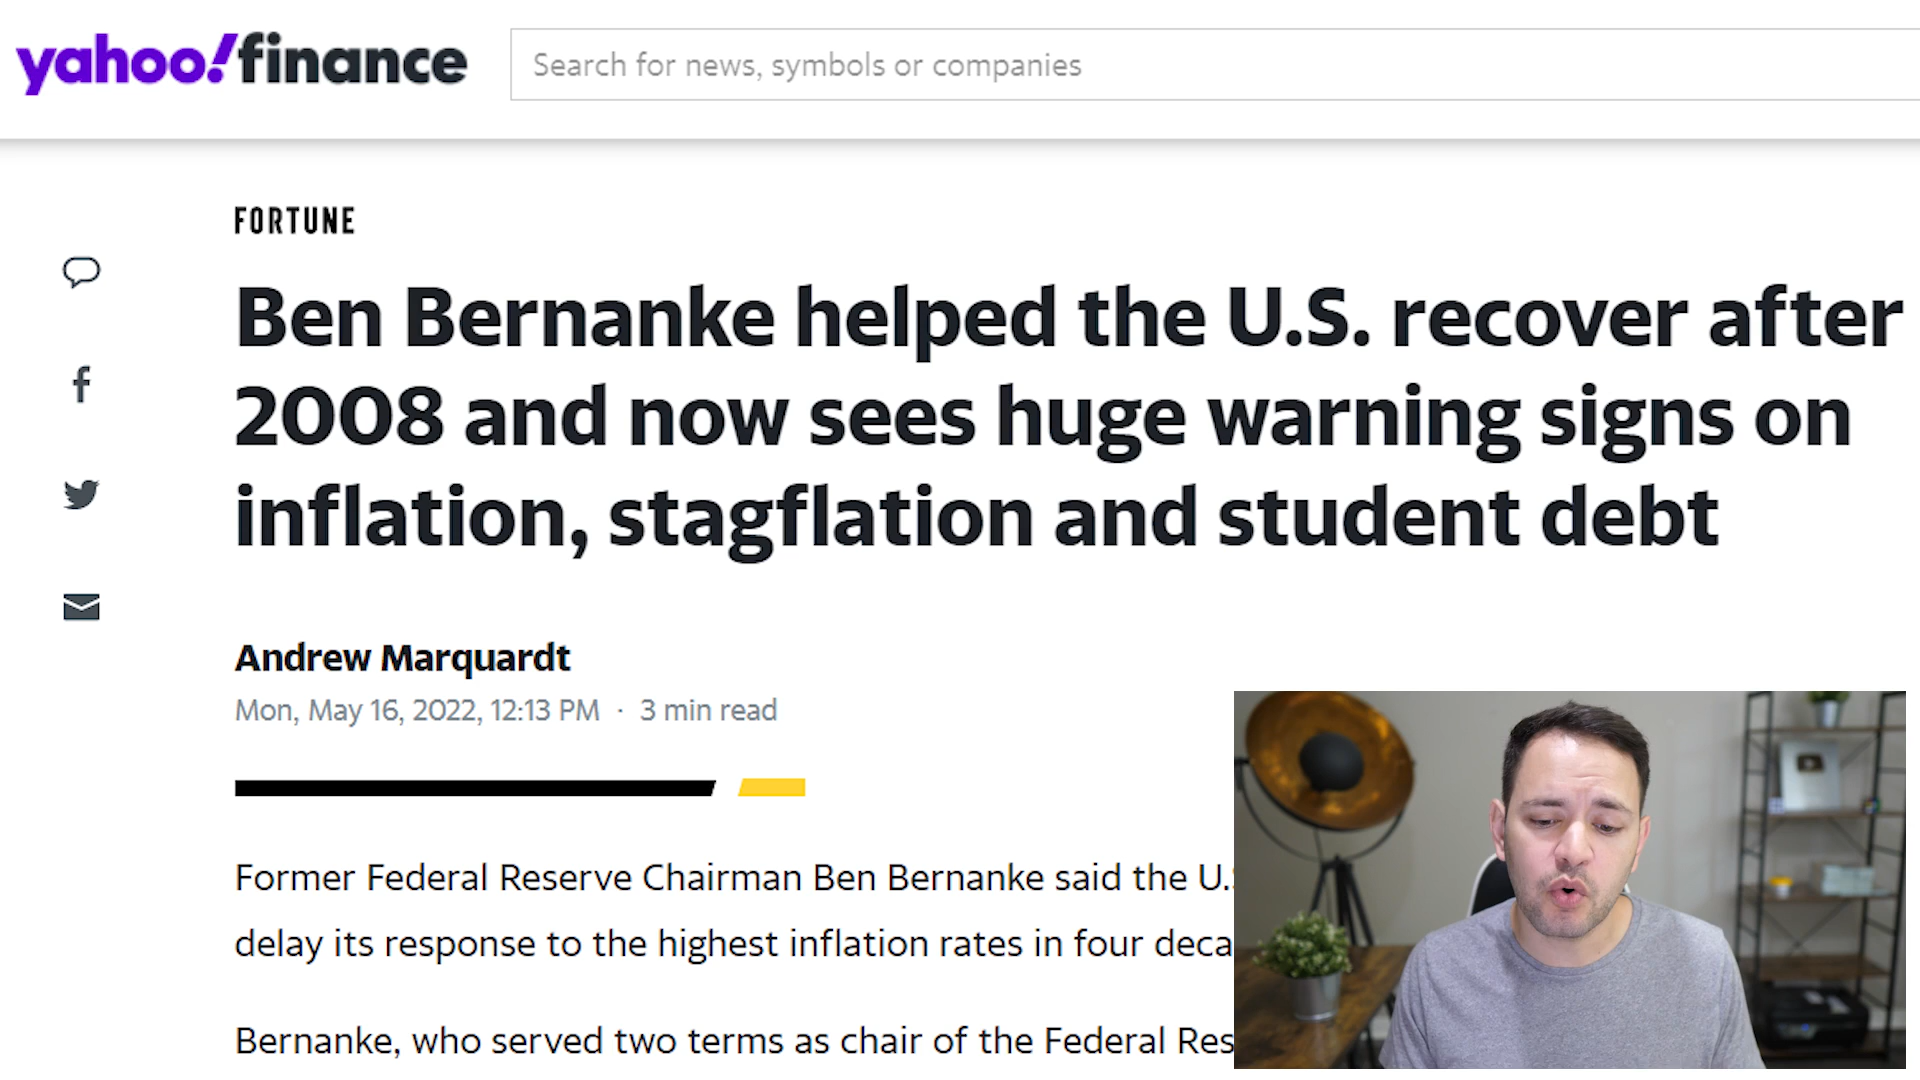 yahoo!finance
Search for news, symbols or companies
FORTUNE
Ben Bernanke helped the U.S. recover after
2008 and now sees huge warning signs on
inflation, stagflation and student debt
Andrew Marquardt
Mon, May 16, 2022, 12:13 PM · 3 min read
Former Federal Reserve Chairman Ben Bernanke said the U.S
delay its response to the highest inflation rates in four deca
Bernanke, who served two terms as chair of the Federal Res